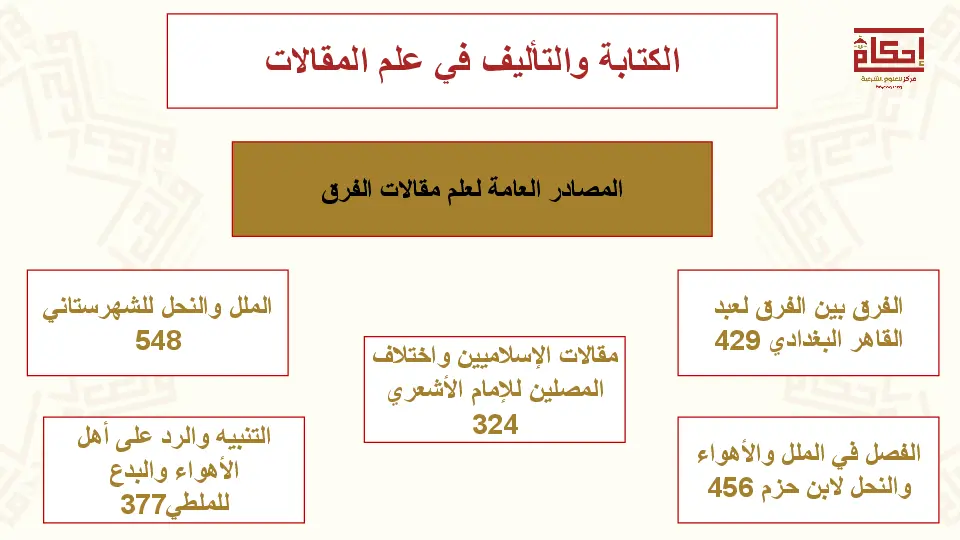 الكتابة والتأليف في علم المقالات
إحكام
مركز للعلوم الشرعية
المصادر العامة لعلم مقالات الفرق
الفرق بين الفرق لعبد
القاهر البغدادي 429
الملل والنحل للشهرستاني
548
مقالات الإسلاميين واختلاف
المصلين للإمام الأشعري
324
الفصل في الملل والأهواء
والنحل لابن حزم 456
التنبيه والرد على أهل
الأهواء والبدع
للملطي377